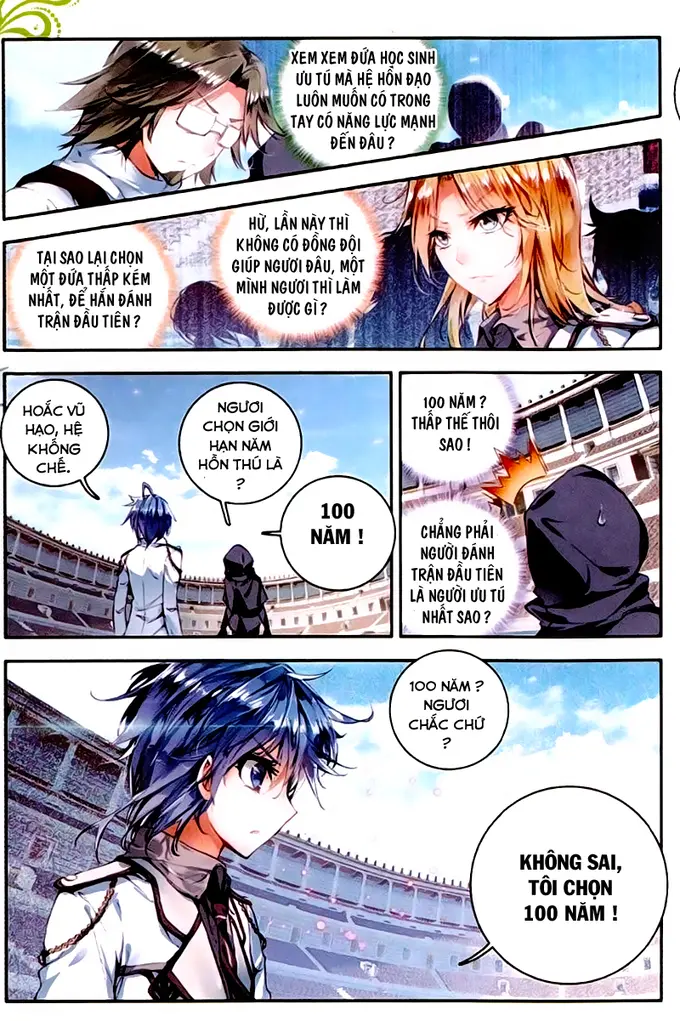 XEM XEM ĐỨA HỌC SINH
ƯU TÚ MÀ HỆ HỒN ĐẠO
LUÔN MUỐN CÓ TRONG
TAY CÓ NĂNG LỰC MẠNH
ĐẾN ĐÂU ?
HỪ, LẦN NÀY THÌ
KHÔNG CÓ ĐỒNG ĐỘI
GIÚP NGƯƠI ĐÂU, MỘT
MÌNH NGƯƠI THÌ LÀM
ĐƯỢC GÌ ?
TẠI SAO LẠI CHỌN
MỘT ĐỨA THẤP KÉM
NHẤT, ĐỂ HẮN ĐÁNH
TRẬN ĐẦU TIÊN ?
HOẮC VŨ
HẠO, HỆ
KHỐNG
CHẾ.
NGƯƠI
CHỌN GIỚI
HẠN NĂM
HỒN THÚ LÀ
?
100
NĂM !
100 NĂM ?
THẤP THẾ THÔI
SAO !
CHẲNG PHẢI
NGƯỜI ĐÁNH
TRẬN ĐẦU TIÊN
LÀ NGƯỜI ƯU TÚ
NHẤT SAO ?
100 NĂM ?
NGƯƠI
CHẮC CHỨ
?
KHÔNG SAI,
TÔI CHỌN
100 NĂM !